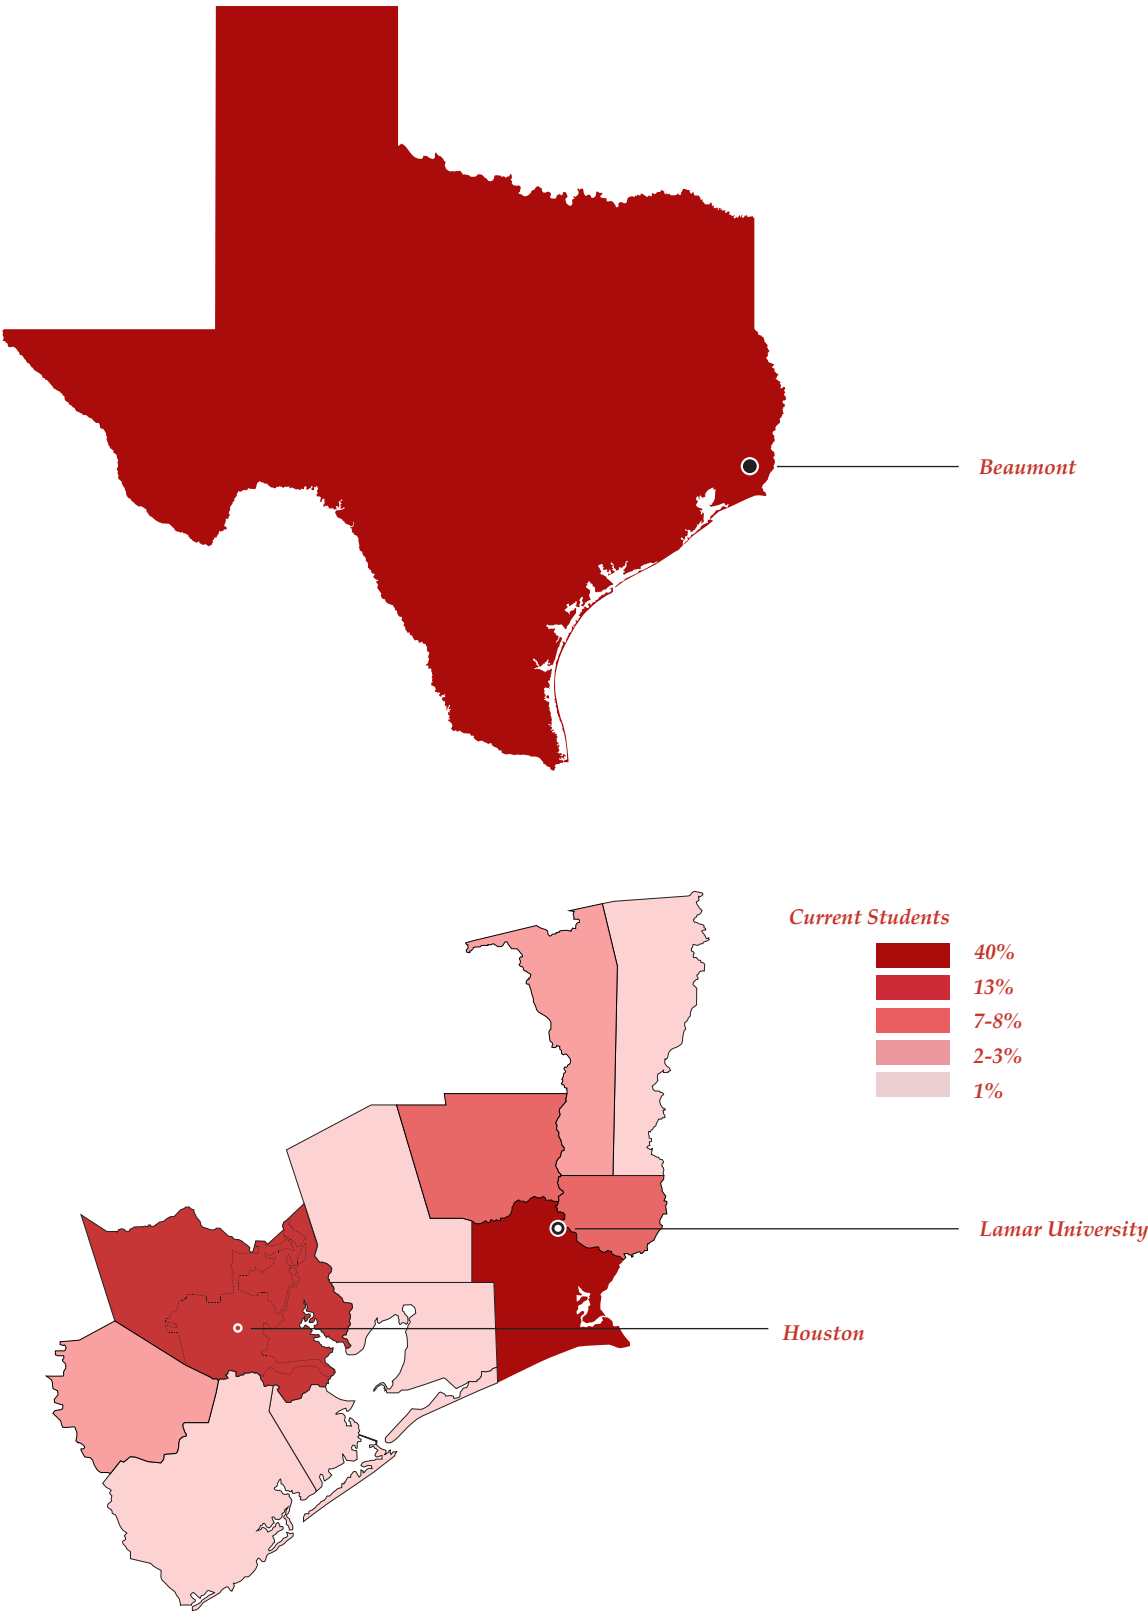 Beaumont
Current Students
40%
13%
7-8%
2-3%
1%
Lamar University
Houston